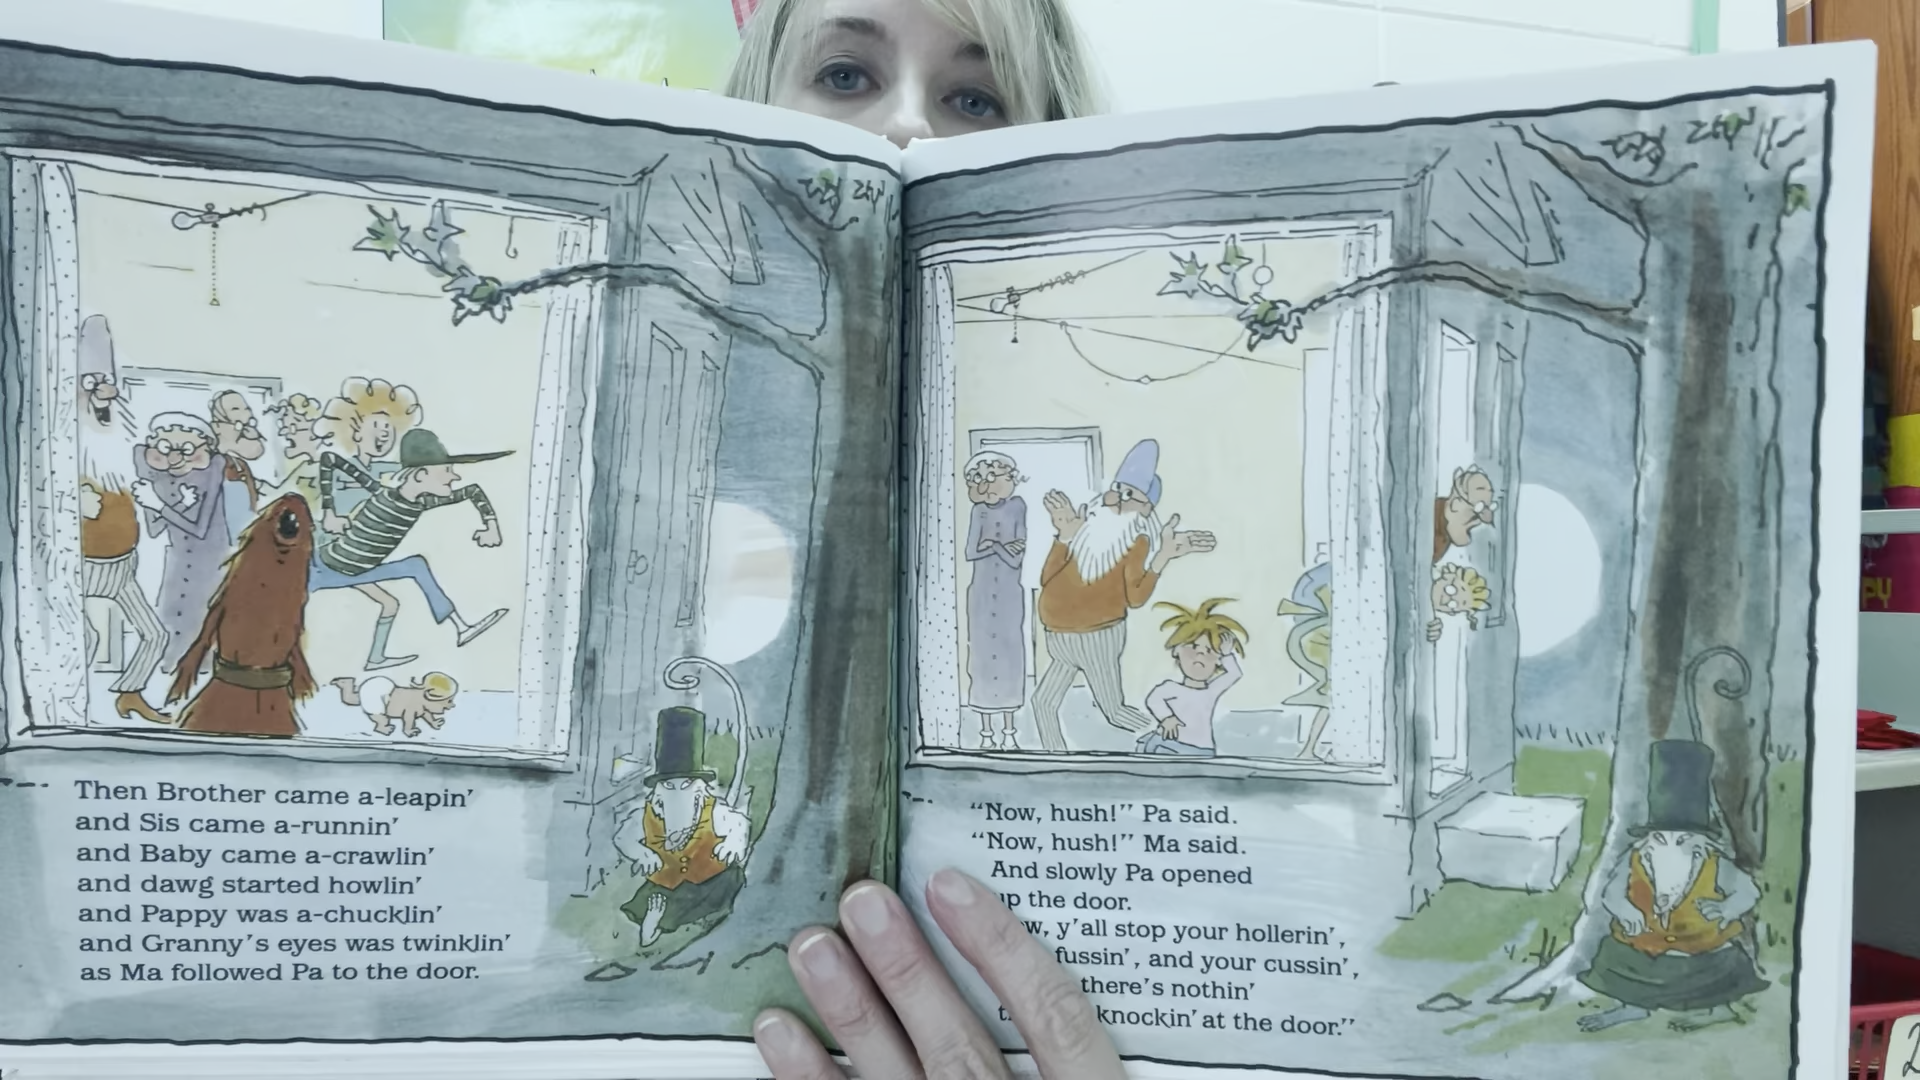 Then Brother came a-leapin'
and Sis came a-runnin'
and Baby came a-crawlin'
and dawg started howlin'
and Pappy was a-chucklin'
and Granny's eyes was twinklin'
as Ma followed Pa to the door.
"Now, hush!" Pa said.
"Now, hush!" Ma said.
And slowly Pa opened
up the door.
y'all stop your hollerin',
fussin', and your cussin',
there's nothin'
knockin' at the door."
PY